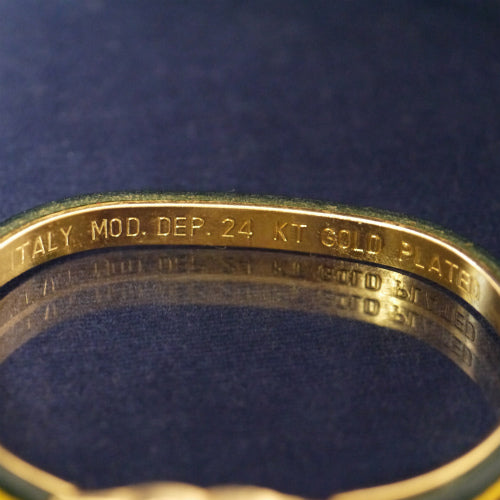 ITALY MOD. DEP. 24 KT GOLD PLATED